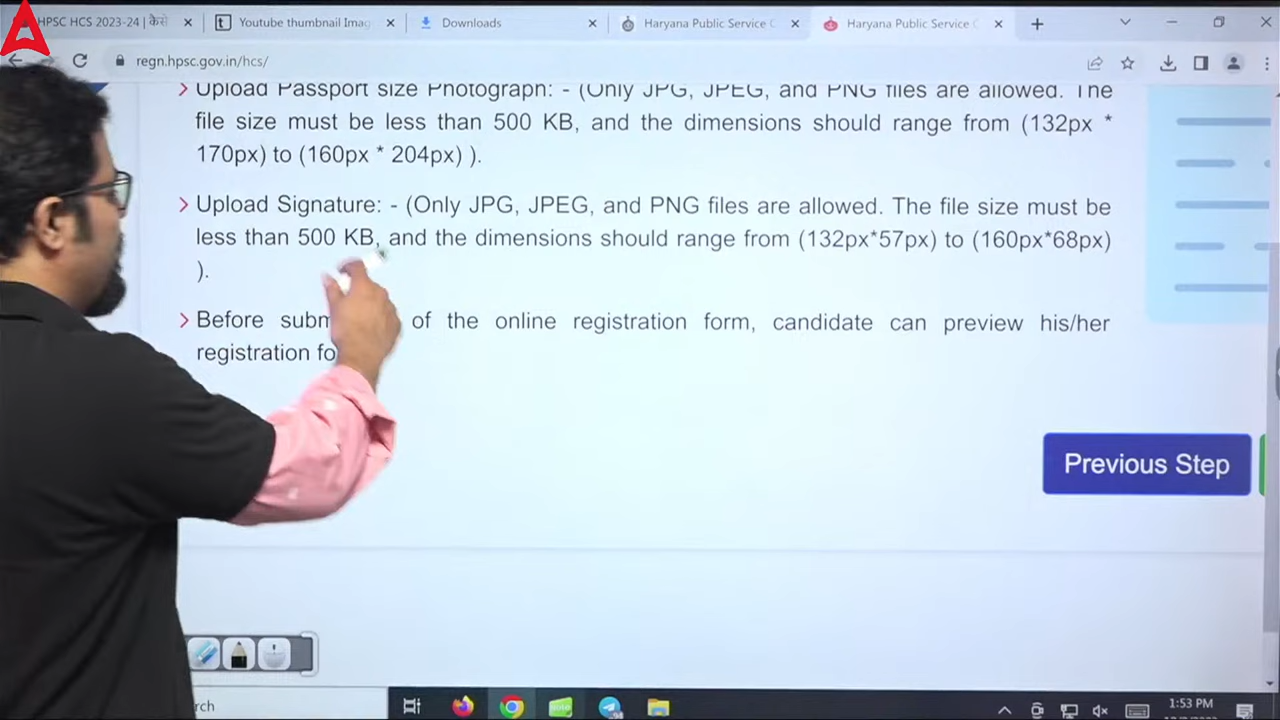 HPSC HCS 2023-24 | कैसे
Youtube thumbnail Imag
Downloads
Haryana Public Service C
Haryana Public Service C
regn.hpsc.gov.in/hcs/
Upload Passport size Photograph: - (Only JPG, JPEG, and PNG files are allowed. The
file size must be less than 500 KB, and the dimensions should range from (132px *
170px) to (160px * 204px) ).
Upload Signature: - (Only JPG, JPEG, and PNG files are allowed. The file size must be
less than 500 KB, and the dimensions should range from (132px*57px) to (160px*68px)
).
Before subm of the online registration form, candidate can preview his/her
registration fo
Previous Step
rch
1:53 PM